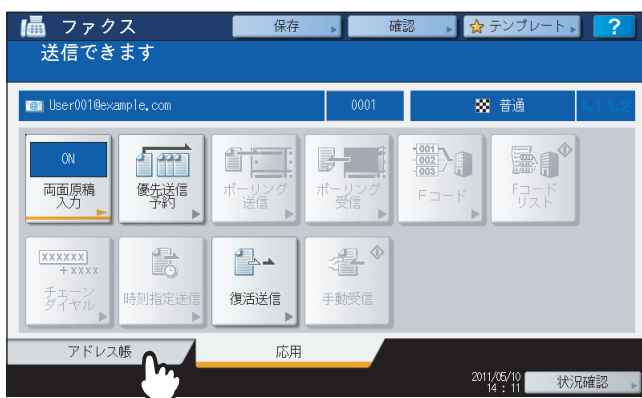 ファクス
保存
確認
テンプレート
?
送信できます
User001@example.com
0001
普通
1 2
ON
両面原稿
入力
優先送信
予約
ポーリング
送信
ポーリング
受信
001
002
003
Fコード
Fコード
リスト
XXXXXX
+XXXX
チェーン
ダイヤル
時刻指定送信
復活送信
手動受信
アドレス帳
応用
2011/05/10
14 : 11
状況確認